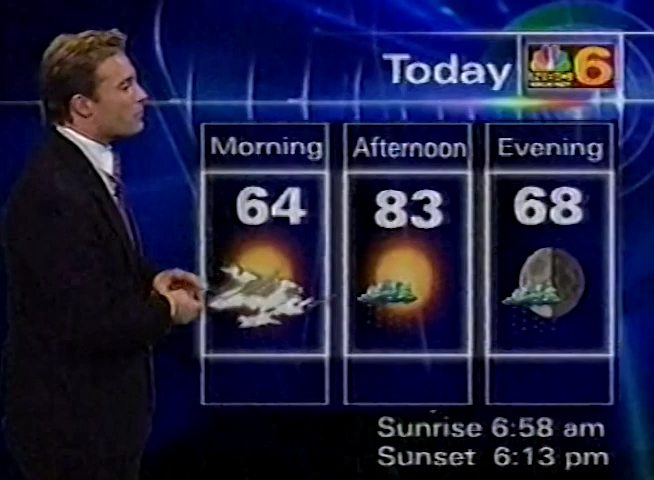 Today
6
Morning Afternoon Evening
64 83 68
Sunrise 6:58 am
Sunset 6:13 pm